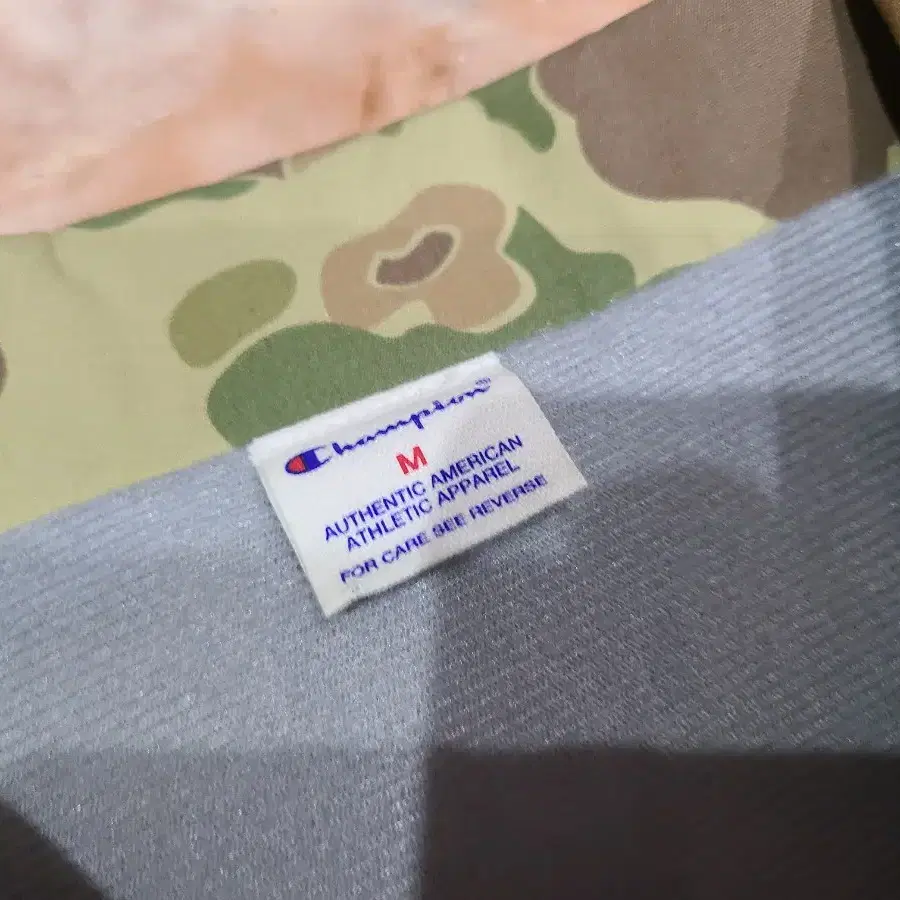 Champion
M
AUTHENTIC AMERICAN
ATHLETIC APPAREL
FOR CARE SEE REVERSE